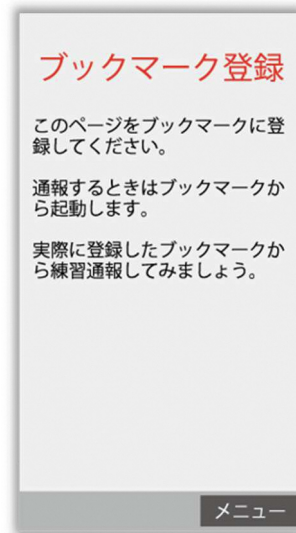 ブックマーク登録
このページをブックマークに登
録してください。
通報するときはブックマークか
ら起動します。
実際に登録したブックマークか
ら練習通報してみましょう。
メニュー